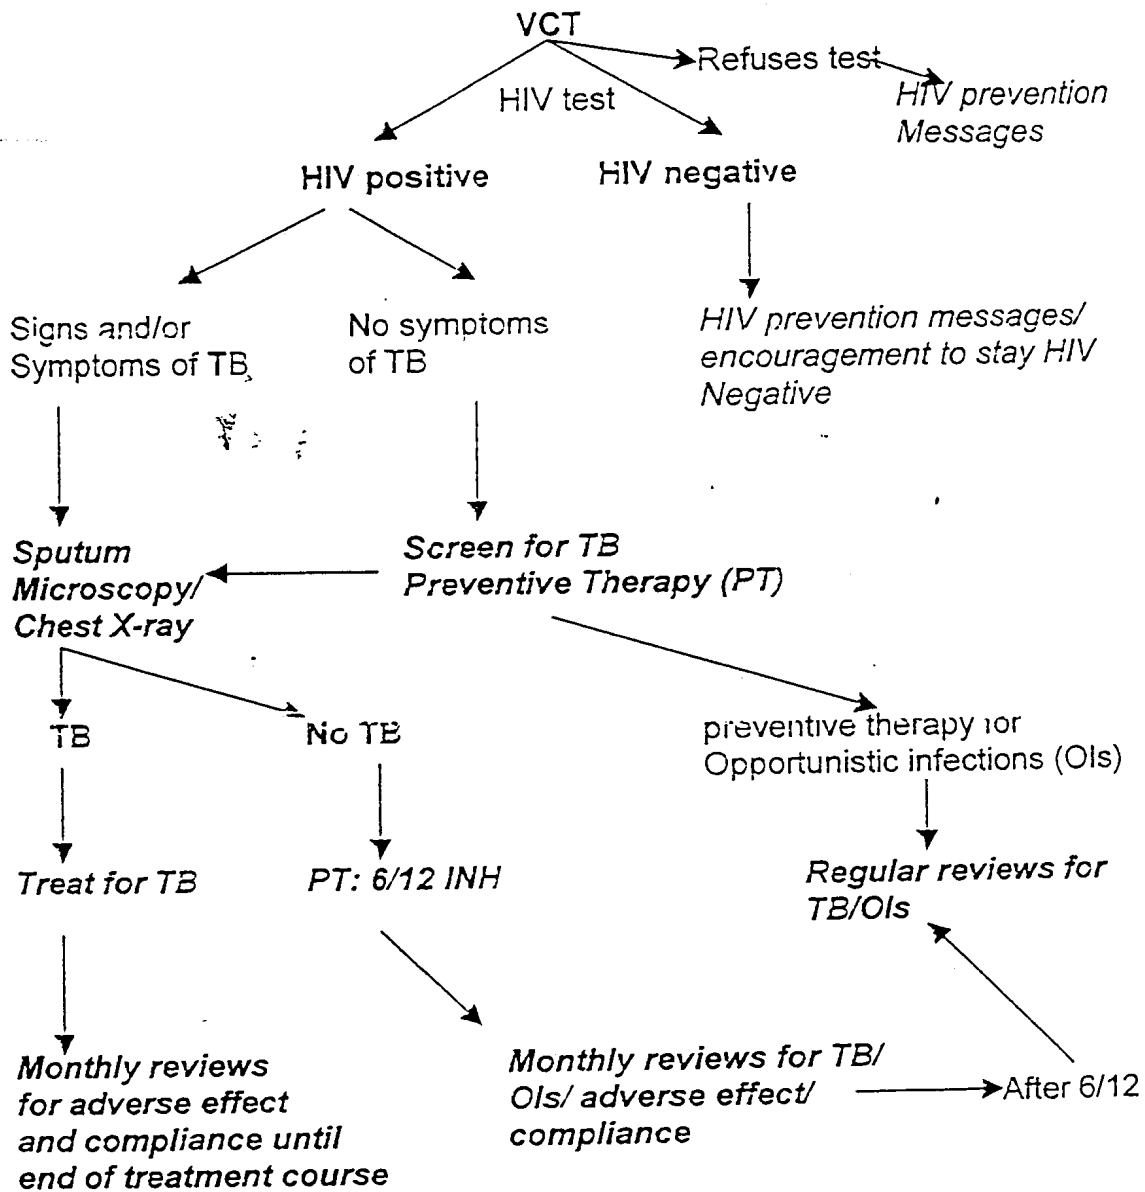 VCT
Refuses test
HIV prevention
Messages
HIV test
HIV positive
HIV negative
Signs and/or
Symptoms of TB
No symptoms
of TB
HIV prevention messages/
encouragement to stay HIV
Negative
Sputum
Microscopy/
Chest X-ray
Screen for TB
Preventive Therapy (PT)
TB
No TB
preventive therapy for
Opportunistic infections (OIs)
Treat for TB
PT: 6/12 INH
Regular reviews for
TB/OIs
Monthly reviews
for adverse effect
and compliance until
end of treatment course
Monthly reviews for TB/
OIs/ adverse effect/
compliance
After 6/12